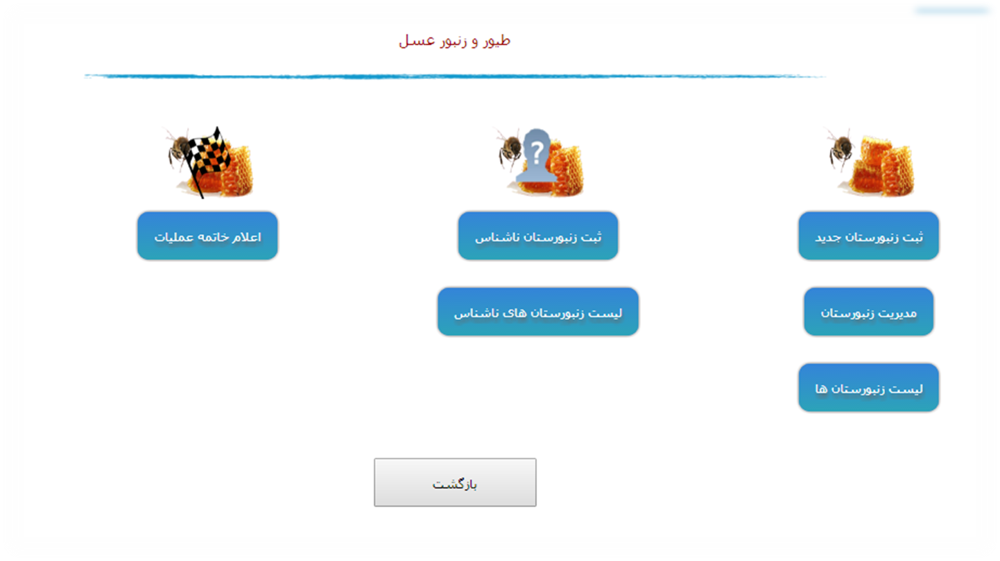 طیور و زنبور عسل
?
ثبت زنبورستان جدید
ثبت زنبورستان ناشناس
اعلام خاتمه عملیات
مدیریت زنبورستان
لیست زنبورستان های ناشناس
لیست زنبورستان ها
بازگشت